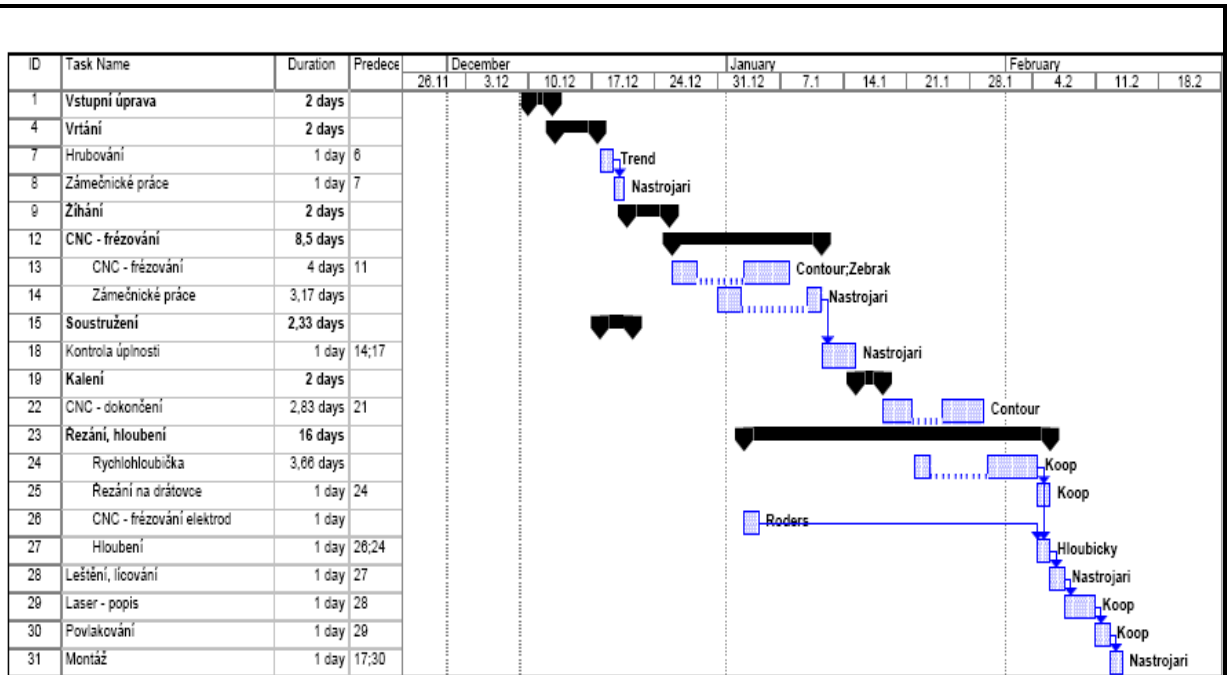 ID Task Name Duration Predece December January February
26.11 3.12 10.12 17.12 24.12 31.12 7.1 14.1 21.1 28.1 4.2 11.2 18.2
1 Vstupní úprava 2 days
4 Vrtání 2 days
7 Hrubování 1 day 6 Trend
8 Zámečnické práce 1 day 7 Nastrojari
9 Žíhání 2 days
12 CNC - frézování 8,5 days
13 CNC - frézování 4 days 11 Contour;Zebrak
14 Zámečnické práce 3,17 days Nastrojari
15 Soustružení 2,33 days
18 Kontrola úplnosti 1 day 14;17 Nastrojari
19 Kalení 2 days
22 CNC - dokončení 2,83 days 21 Contour
23 Řezání, hloubení 16 days
24 Rychlohloubička 3,66 days Koop
25 Řezání na drátovce 1 day 24 Koop
26 CNC - frézování elektrod 1 day Roders
27 Hloubení 1 day 26;24 Hloubicky
28 Leštění, lícování 1 day 27 Nastrojari
29 Laser - popis 1 day 28 Koop
30 Povlakování 1 day 29 Koop
31 Montáž 1 day 17;30 Nastrojari